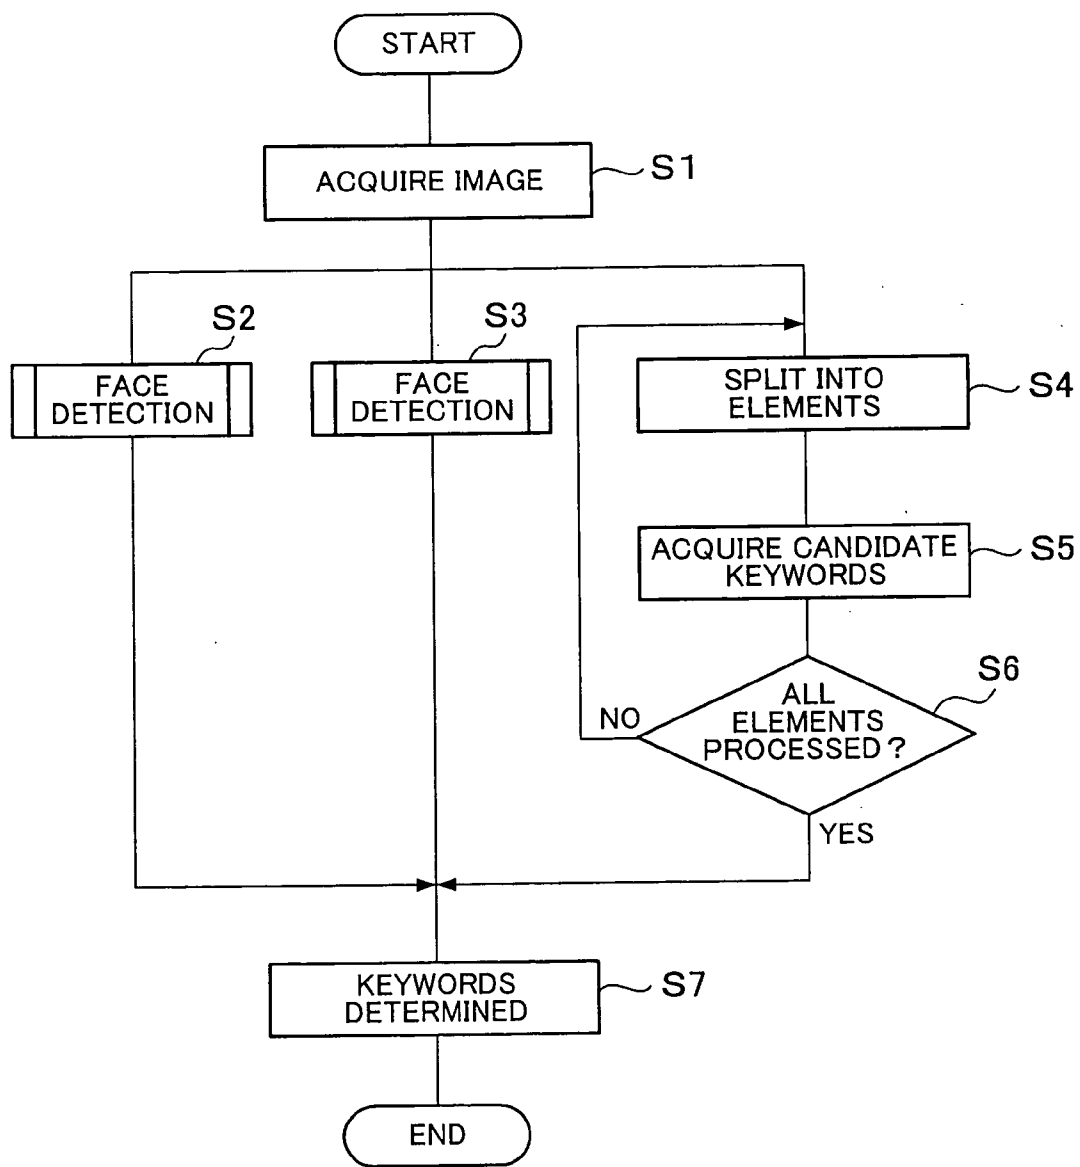 START
ACQUIRE IMAGE
S1
S2
FACE
DETECTION
S3
FACE
DETECTION
SPLIT INTO
ELEMENTS
S4
ACQUIRE CANDIDATE
KEYWORDS
S5
ALL
ELEMENTS
PROCESSED?
S6
NO
YES
KEYWORDS
DETERMINED
S7
END